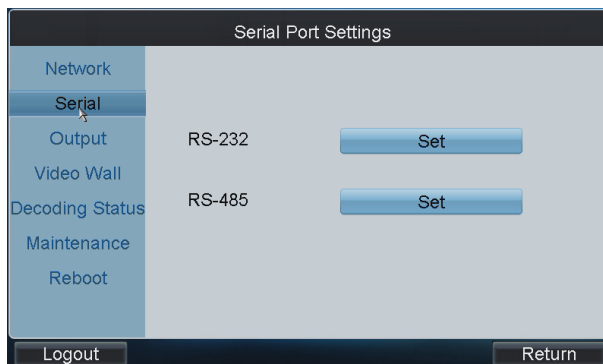 Serial Port Settings
Network
Serial
Output
Video Wall
Decoding Status
Maintenance
Reboot
RS-232 Set
RS-485 Set
Logout Return